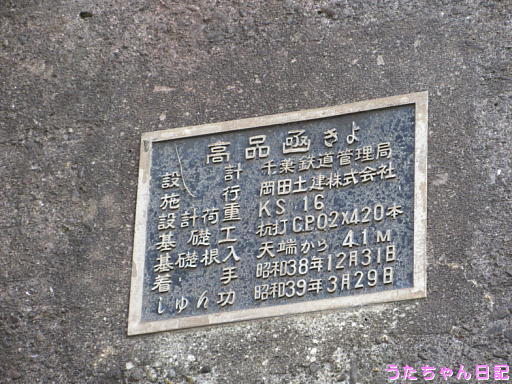 高品函きよ
設計 千葉鉄道管理局
施行 岡田土建株式会社
設計荷重 KS 16
基礎工 杭打C.P.0.2×420本
基礎根入 天端から 4.1M
着手 昭和38年12月31日
しゅん功 昭和39年3月29日
うたちゃん日記